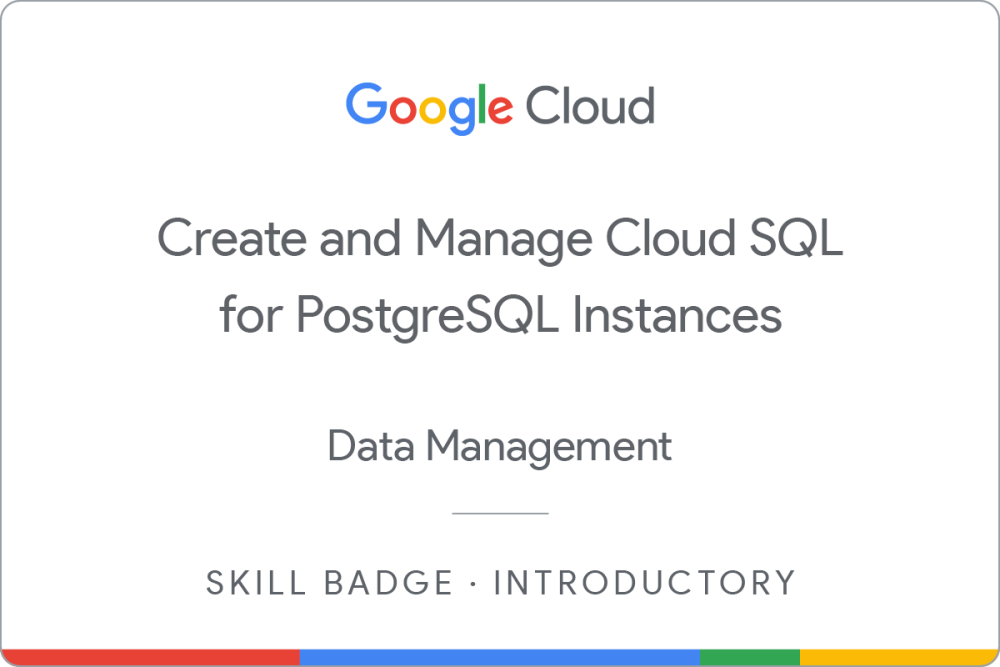 Google Cloud
Create and Manage Cloud SQL
for PostgreSQL Instances
Data Management
SKILL BADGE · INTRODUCTORY